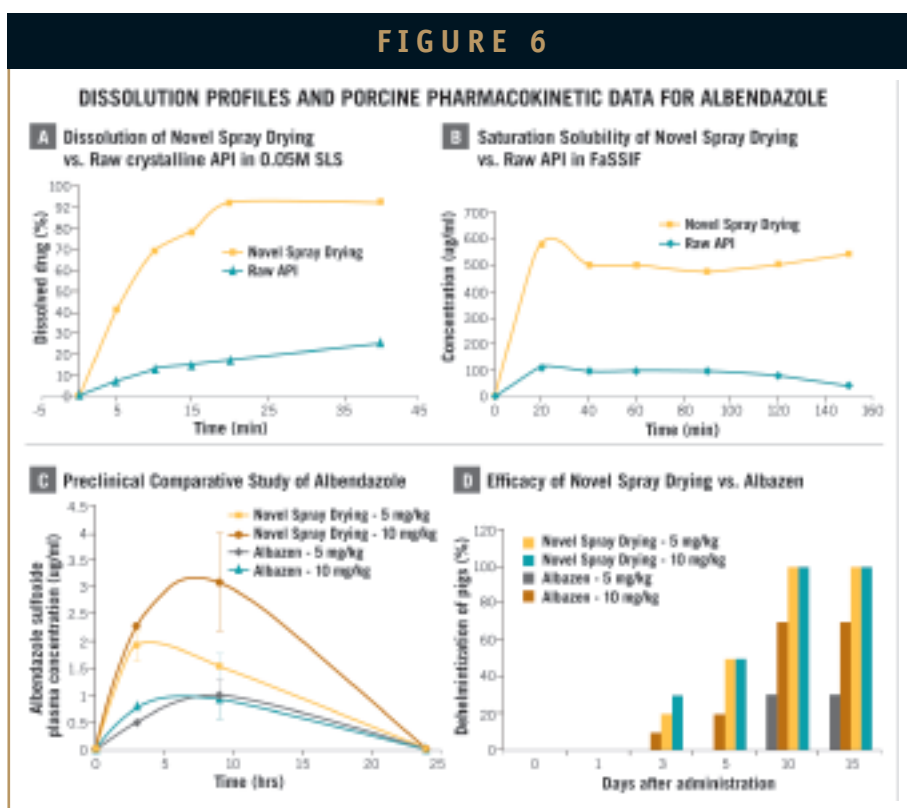 FIGURE 6
DISSOLUTION PROFILES AND PORCINE PHARMACOKINETIC DATA FOR ALBENDAZOLE
A Dissolution of Novel Spray Drying
vs. Raw crystalline API in 0.05M SLS
100
92
80
70
60
50
40
30
20
10
0
-5 5 15 25 35 45
Dissolved drug (%)
Time (min)
Novel Spray Drying
Raw API
B Saturation Solubility of Novel Spray Drying
vs. Raw API in FaSSIF
700
600
500
400
300
200
100
0
0 20 40 60 80 100 120 140 160
Concentration (ug/ml)
Time (min)
Novel Spray Drying
Raw API
C Preclinical Comparative Study of Albendazole
4.5
4
3.5
3
2.5
2
1.5
1
0.5
0
0 5 10 15 20 25
Albendazole sulfoxide
plasma concentration (ug/ml)
Time (hrs)
Novel Spray Drying - 5 mg/kg
Novel Spray Drying - 10 mg/kg
Albazen - 5 mg/kg
Albazen - 10 mg/kg
D Efficacy of Novel Spray Drying vs. Albazen
120
100
80
60
40
20
0
0 1 3 5 10 15
Dehelmintization of pigs (%)
Days after administration
Novel Spray Drying - 5 mg/kg
Novel Spray Drying - 10 mg/kg
Albazen - 5 mg/kg
Albazen - 10 mg/kg